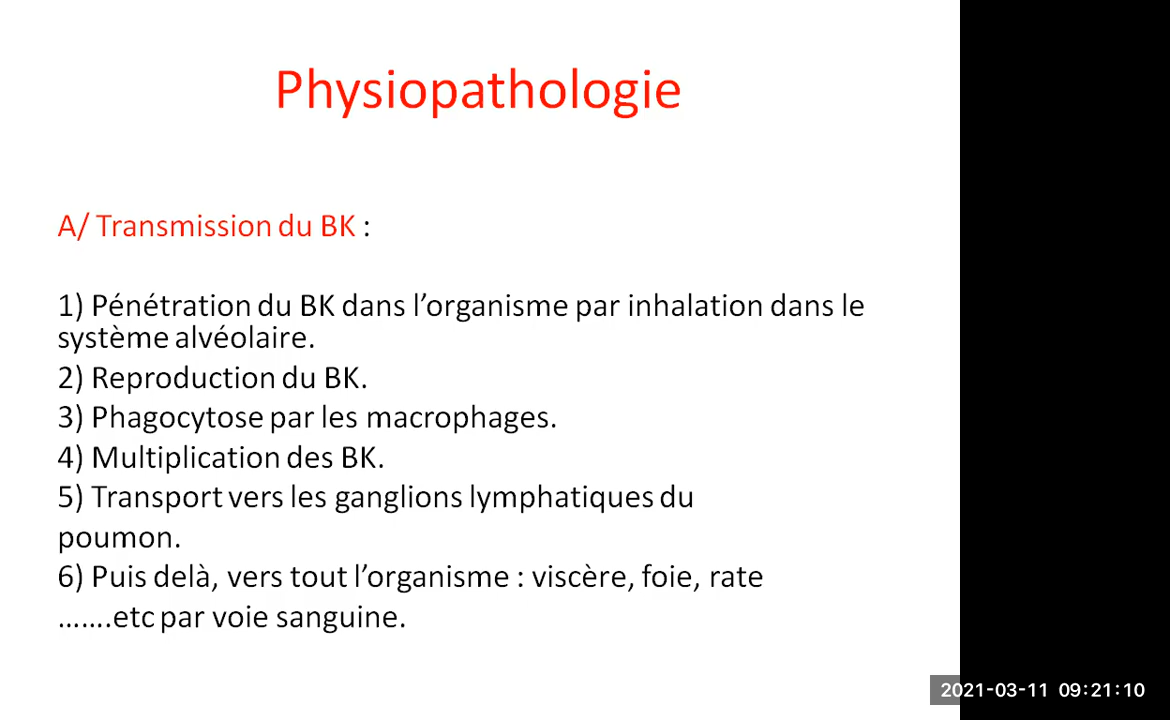 Physiopathologie
A/ Transmission du BK :
1) Pénétration du BK dans l’organisme par inhalation dans le
système alvéolaire.
2) Reproduction du BK.
3) Phagocytose par les macrophages.
4) Multiplication des BK.
5) Transport vers les ganglions lymphatiques du
poumon.
6) Puis delà, vers tout l’organisme : viscère, foie, rate
…….etc par voie sanguine.
2021-03-11 09:21:10